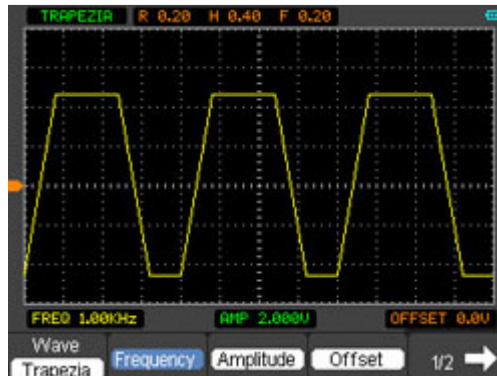 TRAPEZIA R 0.20 H 0.40 F 0.20
FREQ 1.00KHz AMP 2.000V OFFSET 0.0V
Wave
Trapezia Frequency Amplitude Offset 1/2